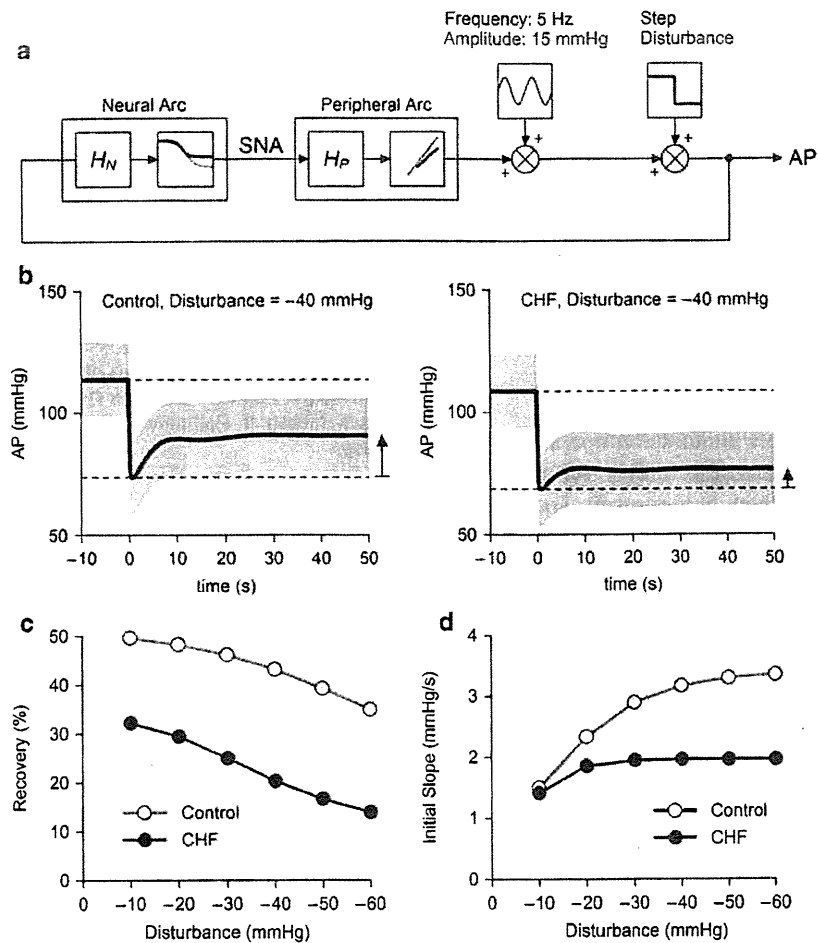 Frequency: 5 Hz
Amplitude: 15 mmHg
Step
Disturbance
a
Neural Arc
Peripheral Arc
H_N
SNA
H_P
+
+
+
+
AP
b
150
100
50
AP (mmHg)
Control, Disturbance = −40 mmHg
−10 0 10 20 30 40 50
time (s)
150
100
50
AP (mmHg)
CHF, Disturbance = −40 mmHg
−10 0 10 20 30 40 50
time (s)
c
50
40
30
20
10
0
Recovery (%)
Control
CHF
0 −10 −20 −30 −40 −50 −60
Disturbance (mmHg)
d
4
3
2
1
0
Initial Slope (mmHg/s)
Control
CHF
0 −10 −20 −30 −40 −50 −60
Disturbance (mmHg)